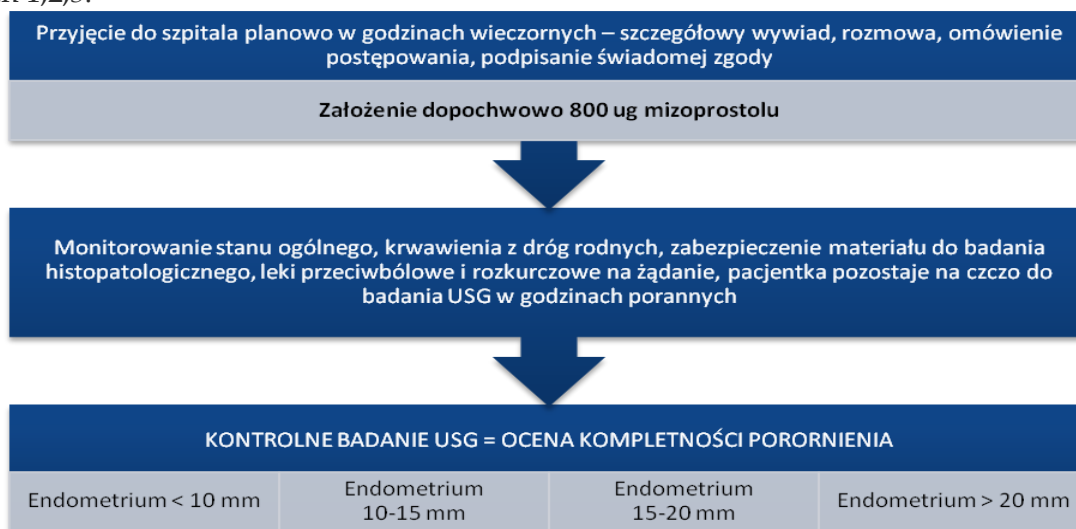 Przyjęcie do szpitala planowo w godzinach wieczornych – szczegółowy wywiad, rozmowa, omówienie
postępowania, podpisanie świadomej zgody
Założenie dopochwowo 800 ug mizoprostolu
Monitorowanie stanu ogólnego, krwawienia z dróg rodnych, zabezpieczenie materiału do badania
histopatologicznego, leki przeciwbólowe i rozkurczowe na żądanie, pacjentka pozostaje na czczo do
badania USG w godzinach porannych
KONTROLNE BADANIE USG = OCENA KOMPLETNOŚCI PORORNIENIA
Endometrium < 10 mm
Endometrium
10-15 mm
Endometrium
15-20 mm
Endometrium > 20 mm